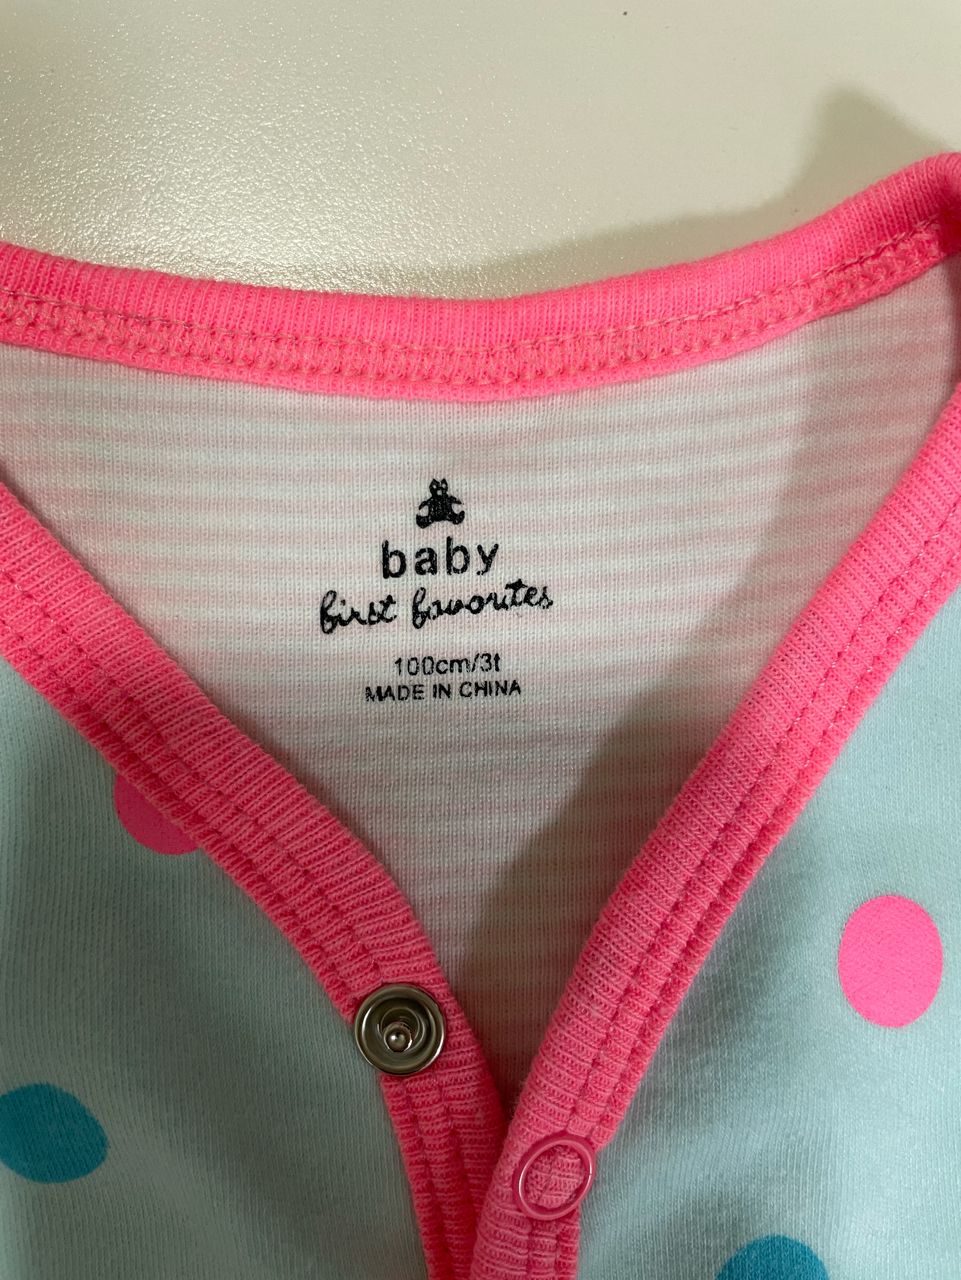 baby
first favorites
100cm/3t
MADE IN CHINA